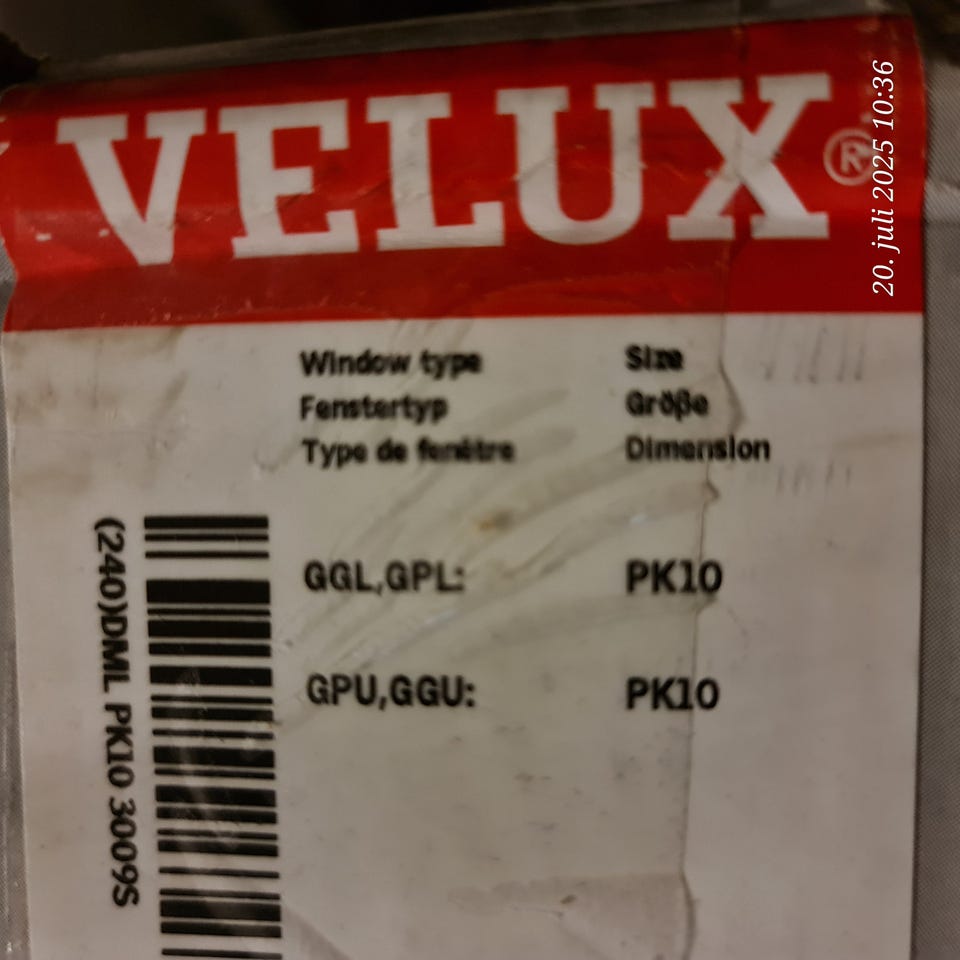 VELUX®
Window type Size
Fenstertyp Größe
Type de fenêtre Dimension
GGL,GPL: PK10
GPU,GGU: PK10
(240)DML PK10 3009S
20. juli 2025 10:36